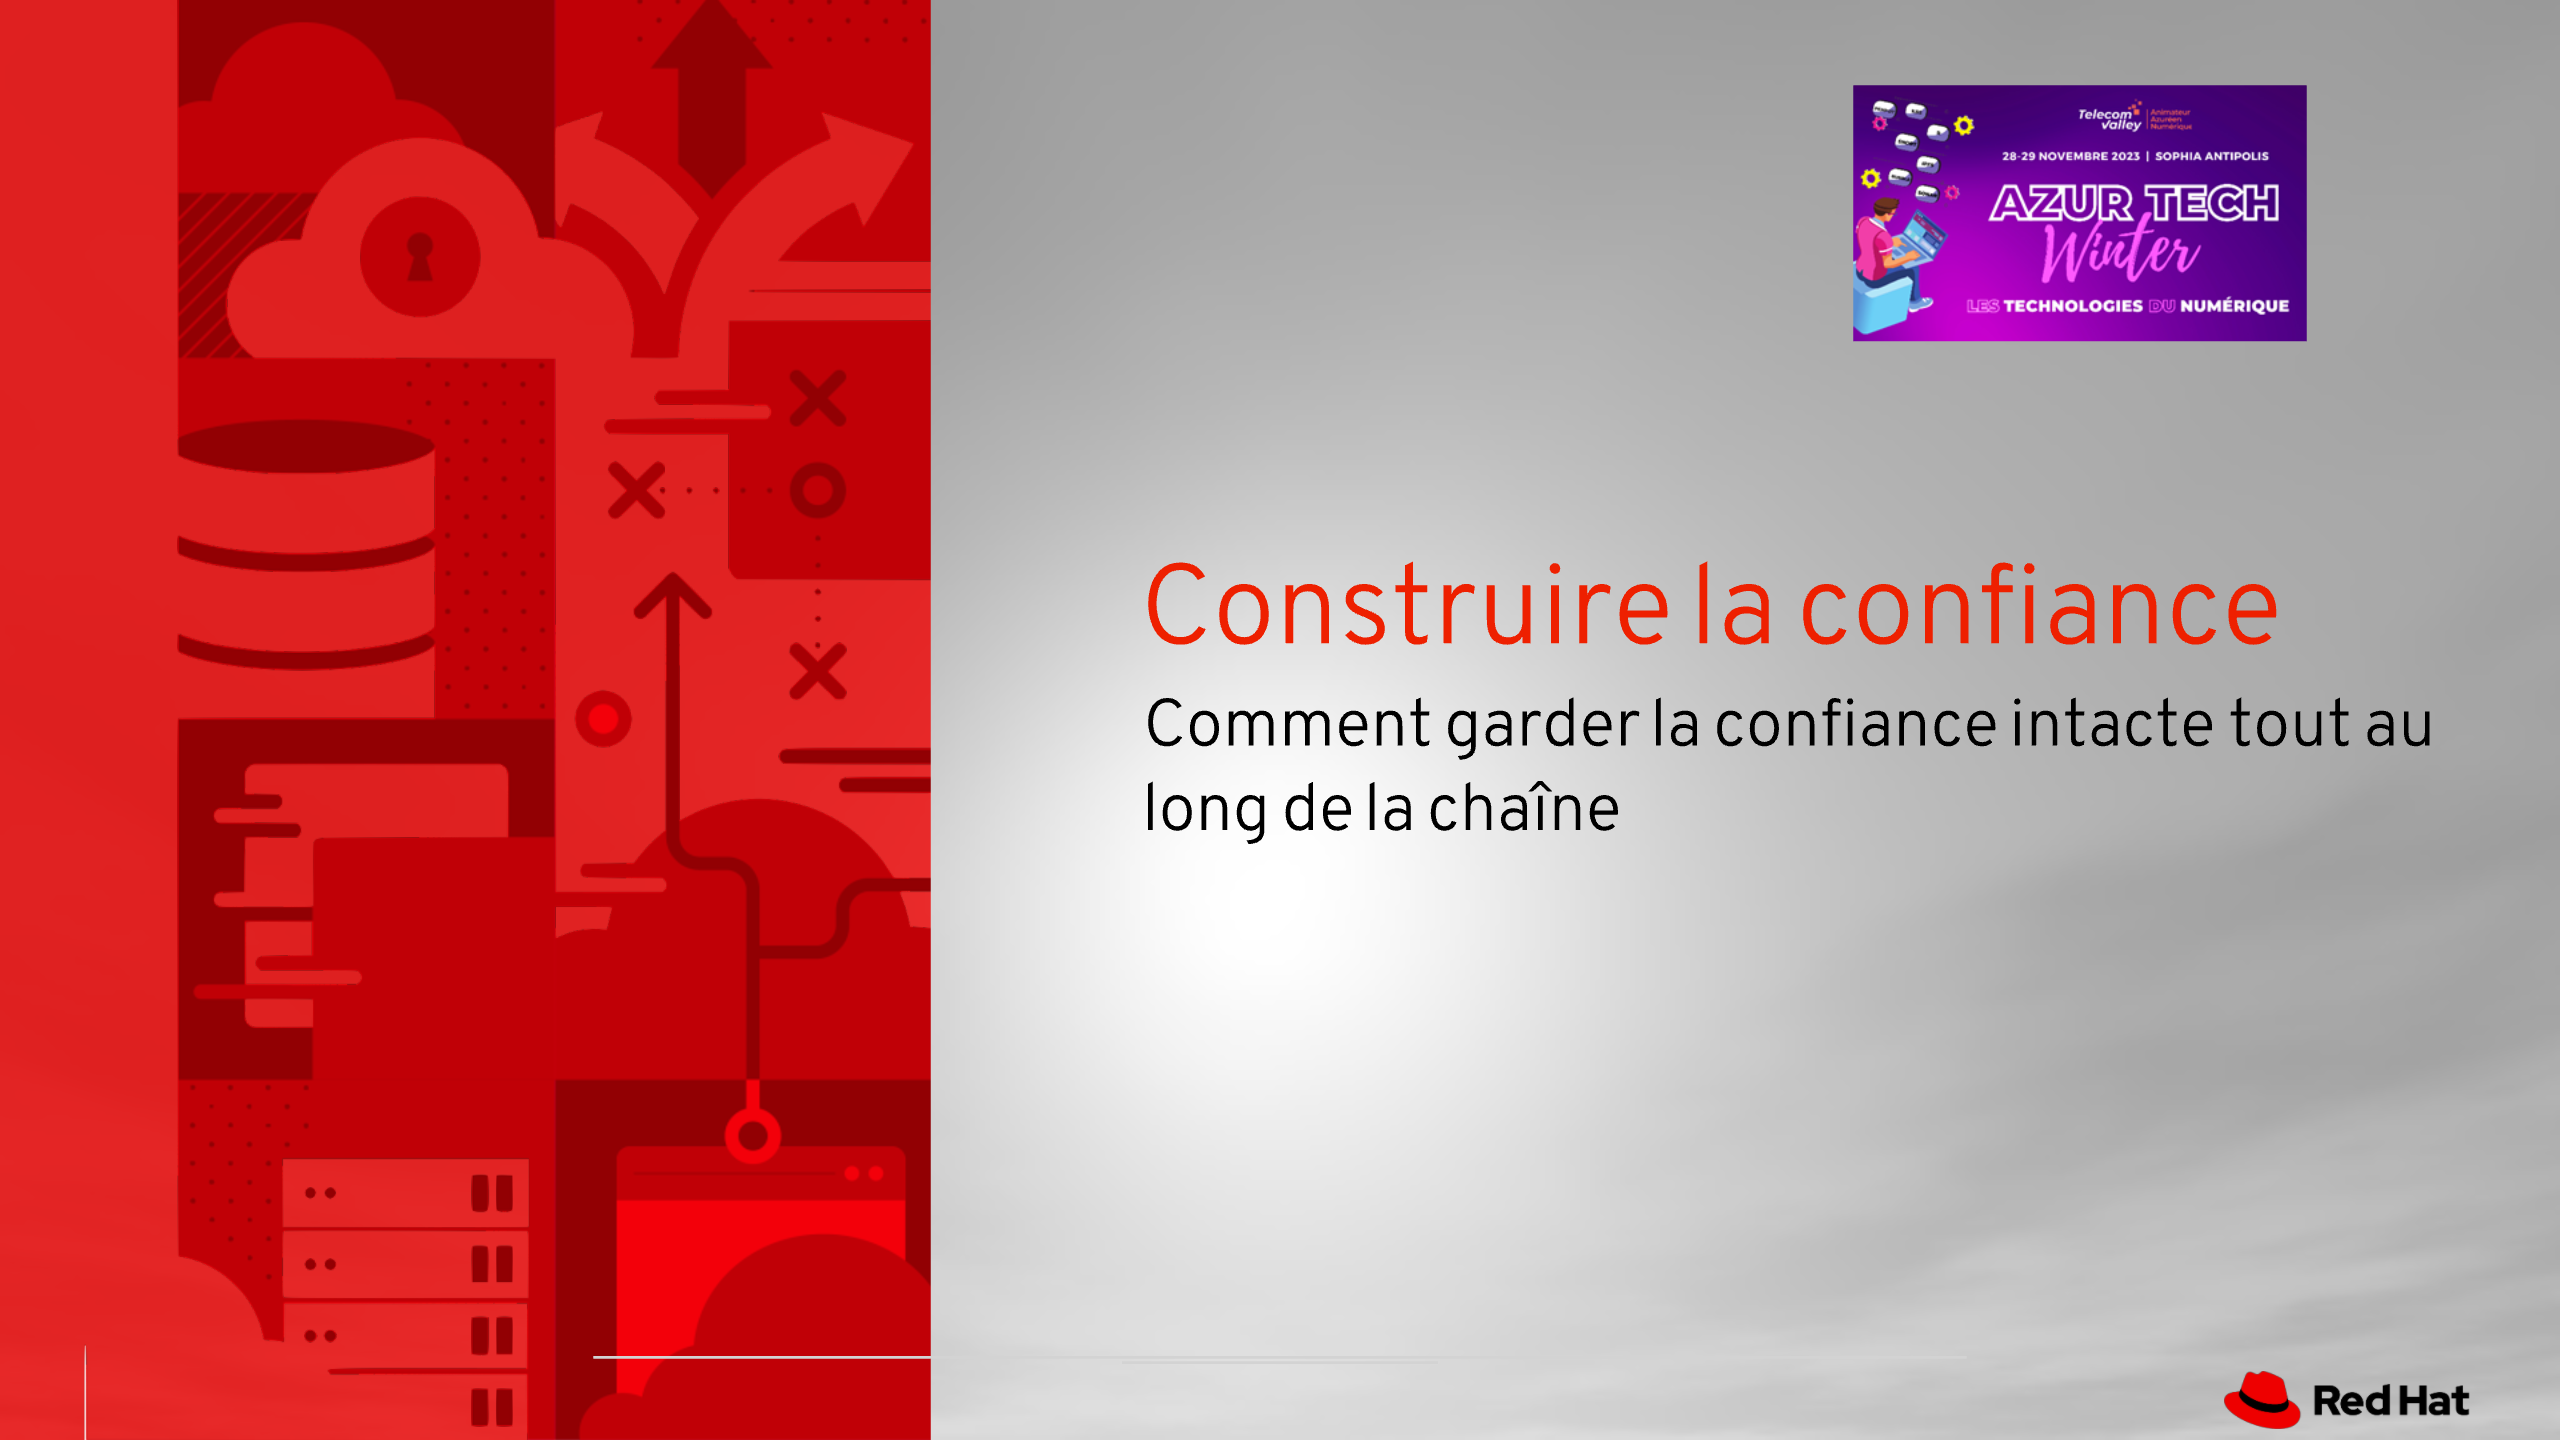 Telecom
Valley
Animateur
Azuréen
Numérique
28-29 NOVEMBRE 2023 | SOPHIA ANTIPOLIS
AZUR TECH
Winter
LES TECHNOLOGIES DU NUMÉRIQUE
Construire la confiance
Comment garder la confiance intacte tout au
long de la chaîne
Red Hat